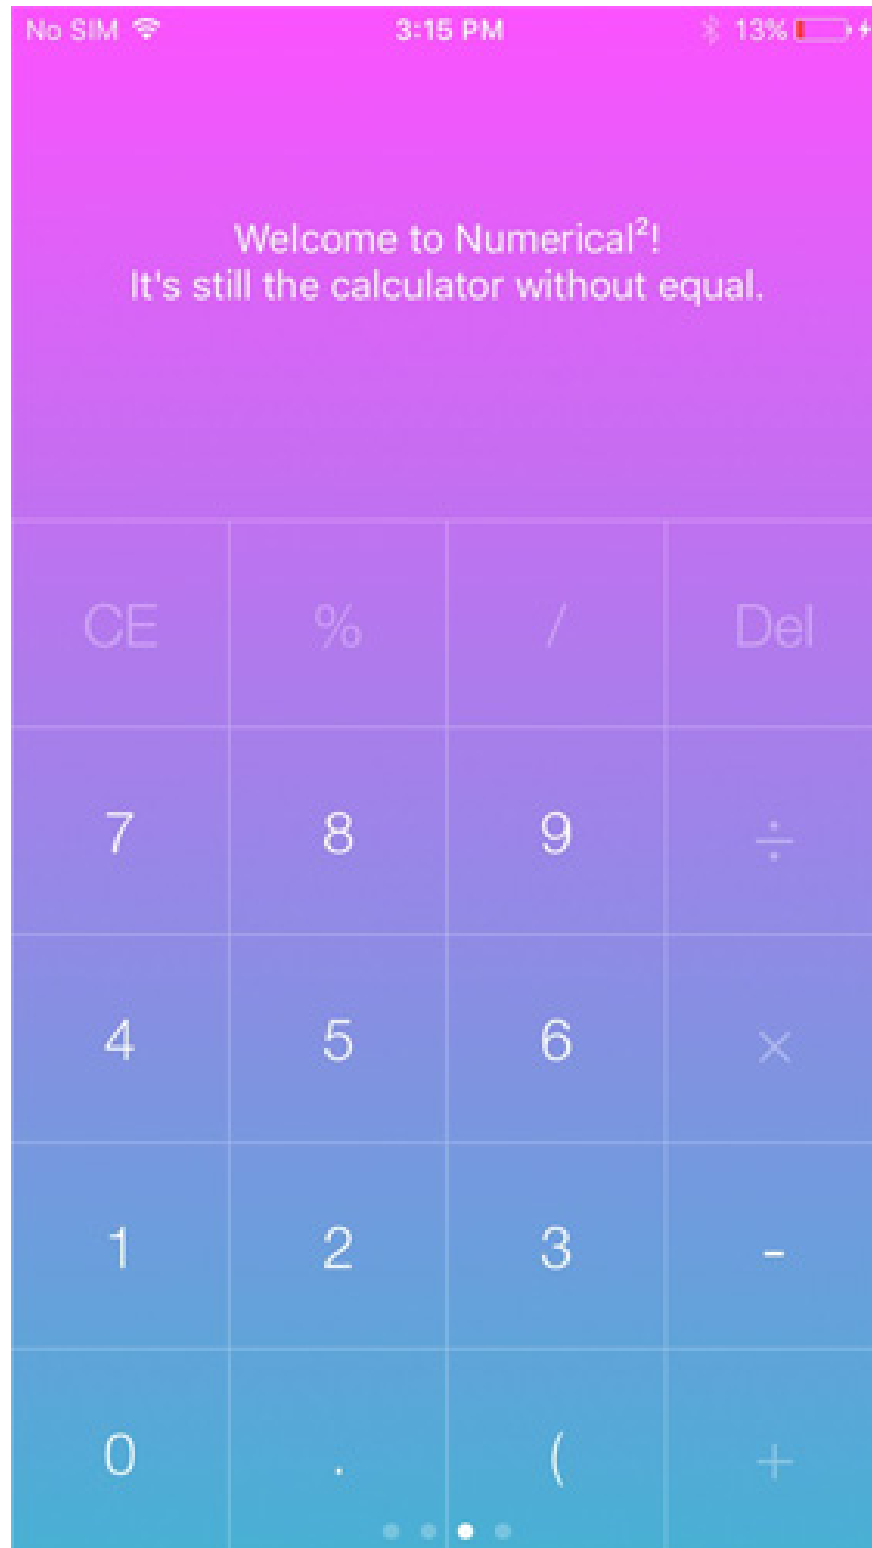 No SIM 3:15 PM 13%
Welcome to Numerical²!
It's still the calculator without equal.
CE % / Del
7 8 9 ÷
4 5 6 ×
1 2 3 -
0 . ( +